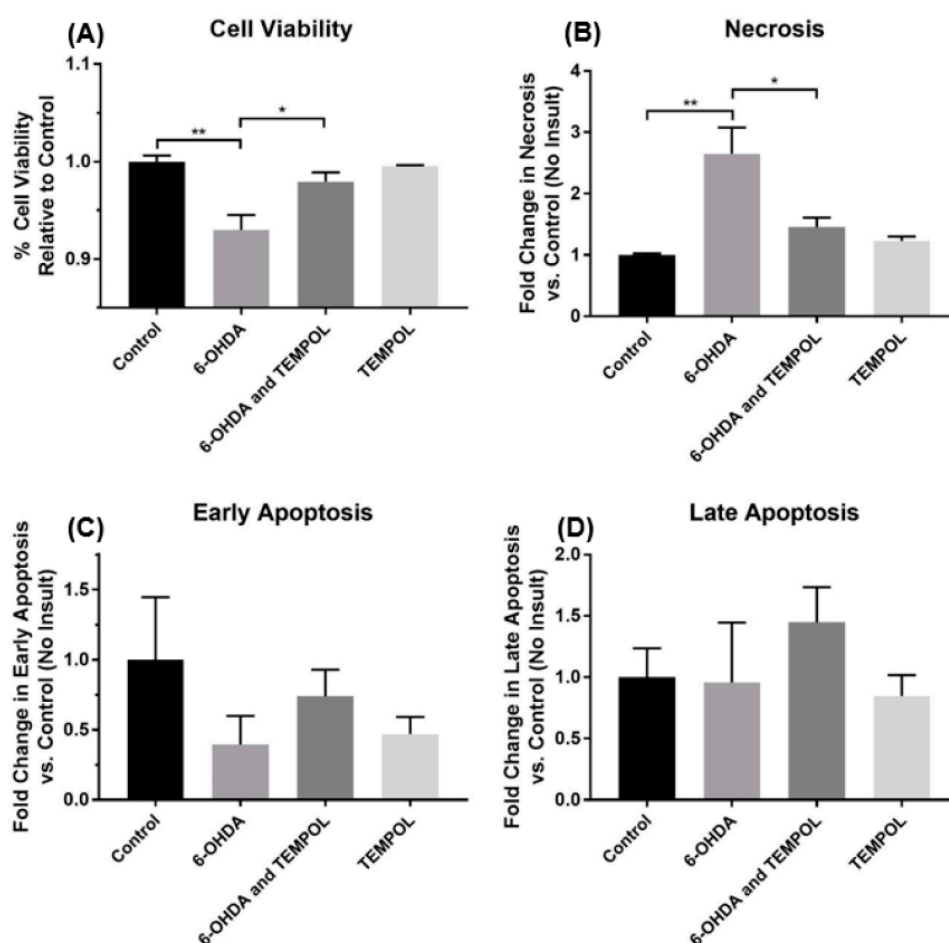 (A)
Cell Viability
% Cell Viability
Relative to Control
1.1
1.0
0.9
**
*
Control
6-OHDA
6-OHDA and TEMPOL
TEMPOL
(B)
Necrosis
Fold Change in Necrosis
vs. Control (No Insult)
4
3
2
1
0
**
*
Control
6-OHDA
6-OHDA and TEMPOL
TEMPOL
(C)
Early Apoptosis
Fold Change in Early Apoptosis
vs. Control (No Insult)
1.5
1.0
0.5
0.0
Control
6-OHDA
6-OHDA and TEMPOL
TEMPOL
(D)
Late Apoptosis
Fold Change in Late Apoptosis
vs. Control (No Insult)
2.0
1.5
1.0
0.5
0.0
Control
6-OHDA
6-OHDA and TEMPOL
TEMPOL